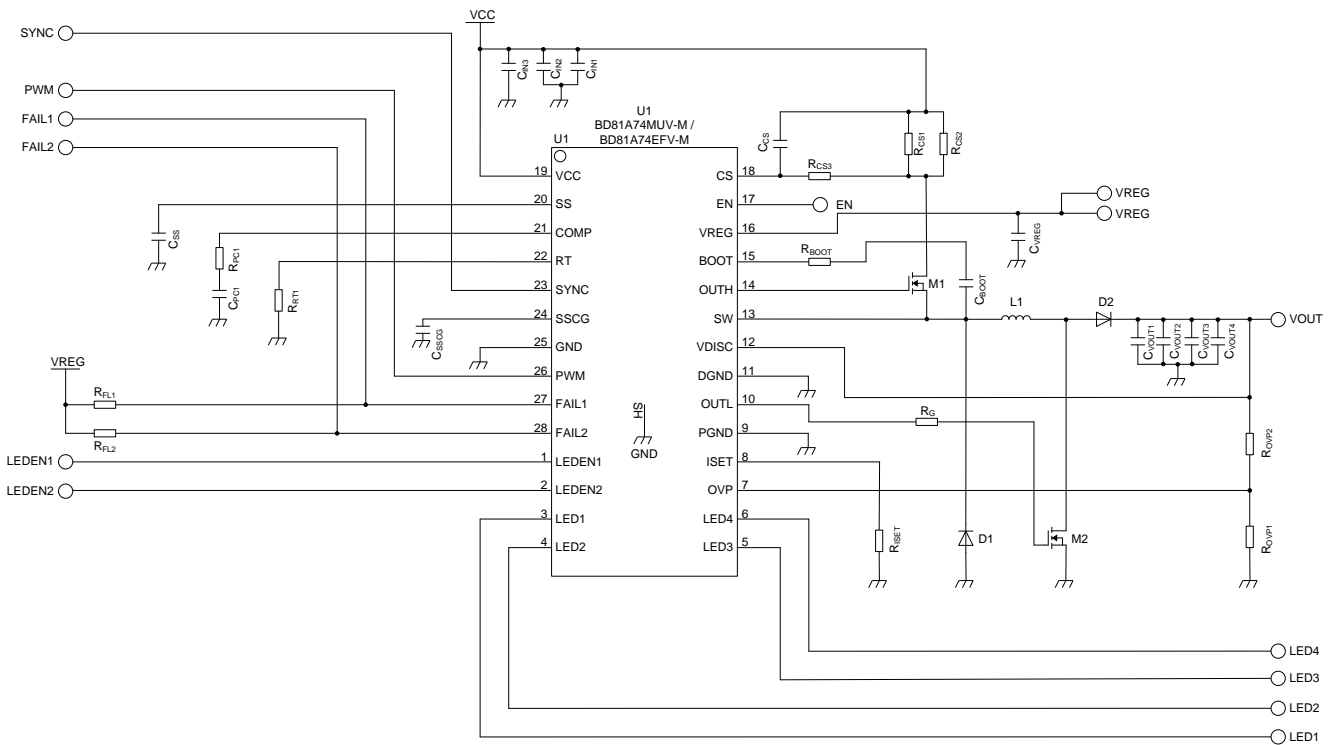 VCC
SYNC
CIN3
CIN2
CIN1
PWM
FAIL1
FAIL2
U1
BD81A74MUV-M /
BD81A74EFV-M
U1
CCS
RCS1
RCS2
RCS3
19 VCC
CS 18
20 SS
EN 17
EN
VREG
VREG
21 COMP
VREG 16
CSS
RPC1
CVREG
22 RT
BOOT 15
RBOOT
CPC1
RRT1
23 SYNC
OUTH 14
M1
CBOOT
24 SSCG
SW 13
L1
D2
VOUT
CSSCG
CVOUT1
CVOUT2
CVOUT3
CVOUT4
25 GND
VDISC 12
VREG
26 PWM
DGND 11
RFL1
27 FAIL1
OUTL 10
RG
SH
GND
28 FAIL2
PGND 9
RFL2
ROVP2
LEDEN1
1 LEDEN1
ISET 8
LEDEN2
2 LEDEN2
OVP 7
3 LED1
LED4 6
RISET
D1
M2
ROVP1
4 LED2
LED3 5
LED4
LED3
LED2
LED1